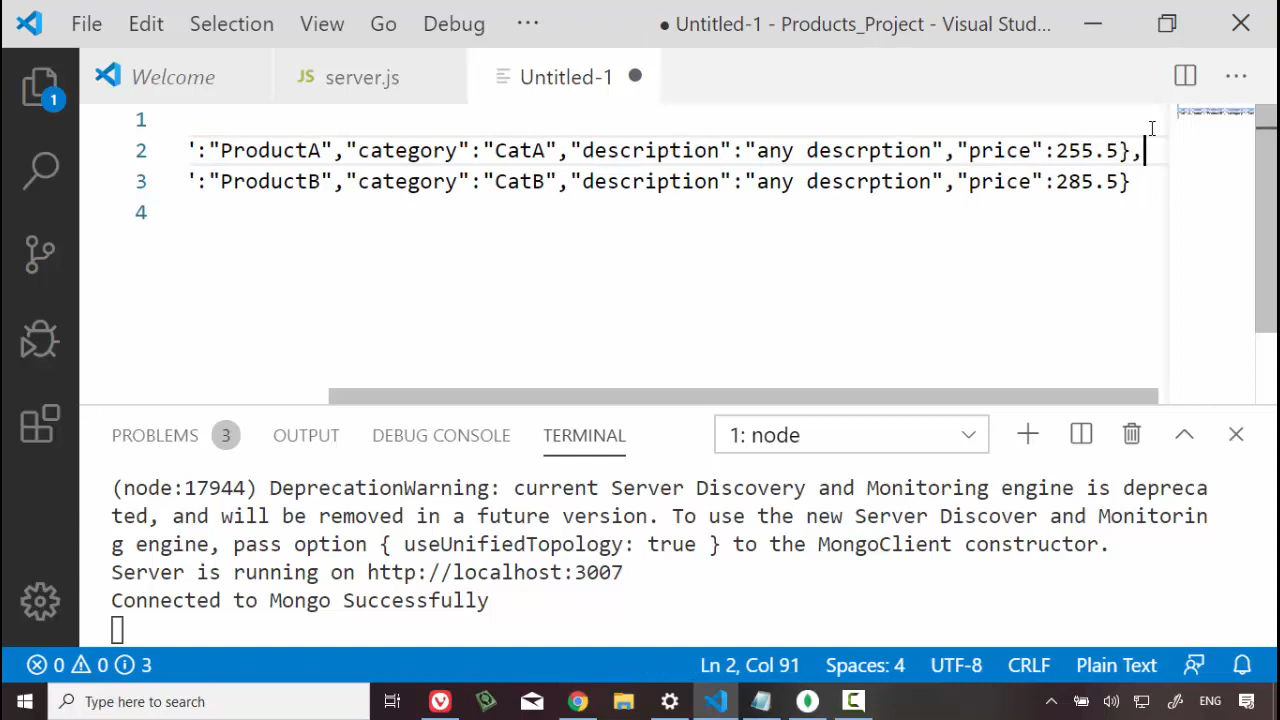 File Edit Selection View Go Debug ··· ● Untitled-1 - Products_Project - Visual Stud...
Welcome JS server.js Untitled-1 ●
1
2 ':"ProductA","category":"CatA","description":"any descrption","price":255.5},
3 ':"ProductB","category":"CatB","description":"any descrption","price":285.5}
4
1
PROBLEMS 3 OUTPUT DEBUG CONSOLE TERMINAL 1: node
(node:17944) DeprecationWarning: current Server Discovery and Monitoring engine is depreca
ted, and will be removed in a future version. To use the new Server Discover and Monitorin
g engine, pass option { useUnifiedTopology: true } to the MongoClient constructor.
Server is running on http://localhost:3007
Connected to Mongo Successfully
0 0 3 Ln 2, Col 91 Spaces: 4 UTF-8 CRLF Plain Text
Type here to search ENG